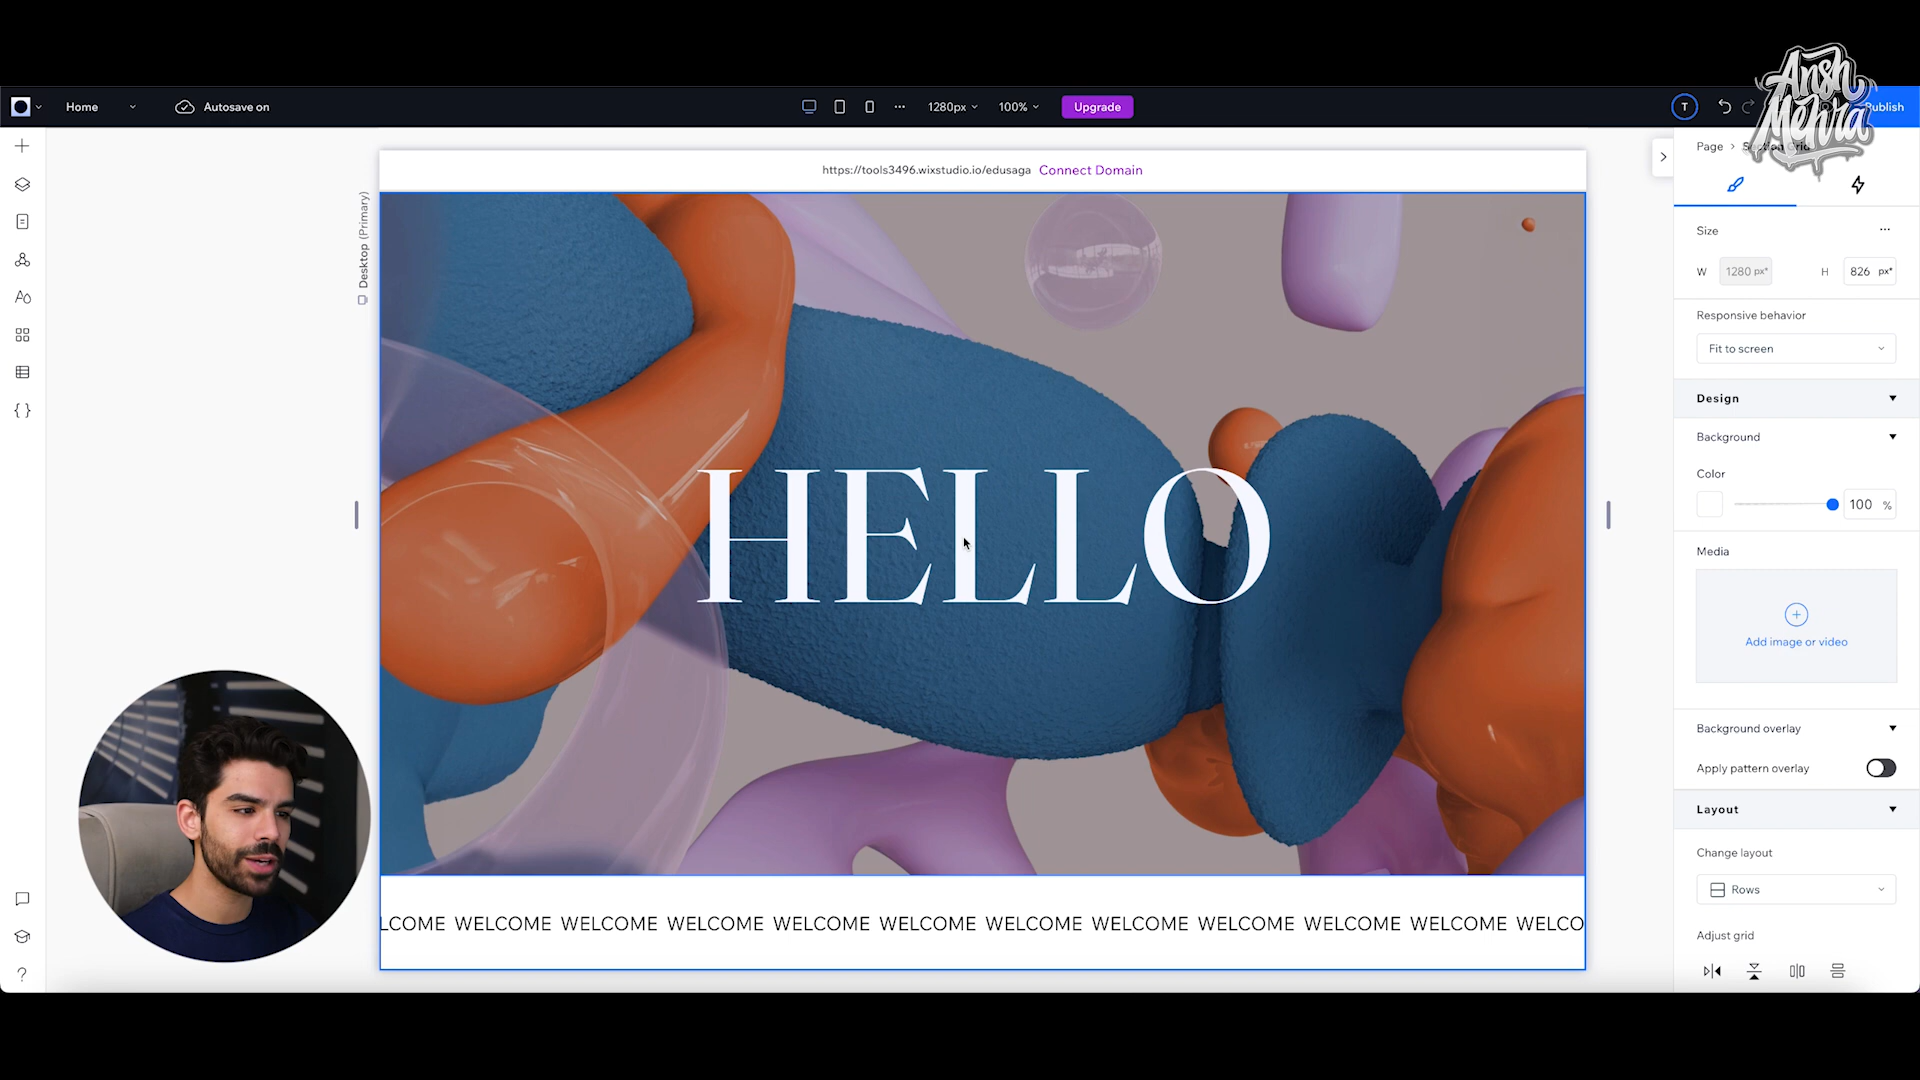 Ansh
Mehra
Home
Autosave on
1280px
100%
Upgrade
T
Publish
https://tools3496.wixstudio.io/edusaga Connect Domain
Page > Section Grid
Desktop (Primary)
Size
W 1280 px* H 826 px*
Responsive behavior
Fit to screen
Design
Background
Color
100 %
Media
Add image or video
HELLO
Background overlay
Apply pattern overlay
Layout
Change layout
Rows
LCOME WELCOME WELCOME WELCOME WELCOME WELCOME WELCOME WELCOME WELCOME WELCOME WELCOME WELCO
Adjust grid